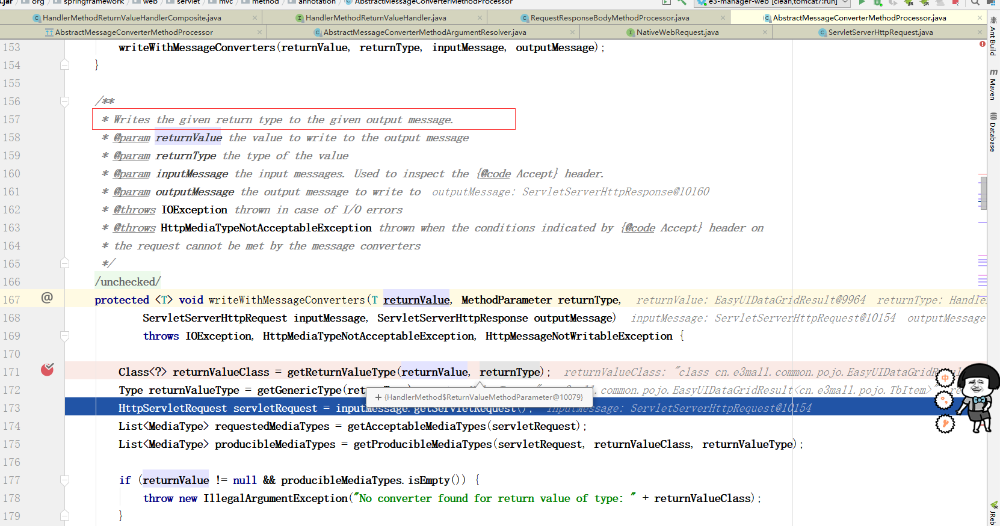 .jar org springframework web servlet mvc method annotation AbstractMessageConverterMethodProcessor e3-manager-web [clean,tomcat7:run]
HandlerMethodReturnValueHandlerComposite.java HandlerMethodReturnValueHandler.java RequestResponseBodyMethodProcessor.java AbstractMessageConverterMethodProcessor.java
AbstractMessageConverterMethodProcessor AbstractMessageConverterMethodArgumentResolver.java NativeWebRequest.java ServletServerHttpRequest.java
153 writeWithMessageConverters(returnValue, returnType, inputMessage, outputMessage);
154 }
155
156 /**
157 * Writes the given return type to the given output message.
158 * @param returnValue the value to write to the output message
159 * @param returnType the type of the value
160 * @param inputMessage the input messages. Used to inspect the {@code Accept} header.
161 * @param outputMessage the output message to write to outputMessage: ServletServerHttpResponse@10160
162 * @throws IOException thrown in case of I/O errors
163 * @throws HttpMediaTypeNotAcceptableException thrown when the conditions indicated by {@code Accept} header on
164 * the request cannot be met by the message converters
165 */
166 /unchecked/
167 @ protected <T> void writeWithMessageConverters(T returnValue, MethodParameter returnType, returnValue: EasyUIDataGridResult@9964 returnType: Handler
168 ServletServerHttpRequest inputMessage, ServletServerHttpResponse outputMessage) inputMessage: ServletServerHttpRequest@10154 outputMessage
169 throws IOException, HttpMediaTypeNotAcceptableException, HttpMessageNotWritableException {
170
171 Class<?> returnValueClass = getReturnValueType(returnValue, returnType); returnValueClass: "class cn.e3mall.common.pojo.EasyUIDataGridResul
172 Type returnValueType = getGenericType(ret .common.pojo.EasyUIDataGridResult<cn.e3mall.pojo.TbItem>" re
+ {HandlerMethod$ReturnValueMethodParameter@10079}
173 HttpServletRequest servletRequest = inputMessage.getServletRequest(); inputMessage: ServletServerHttpRequest@10154
174 List<MediaType> requestedMediaTypes = getAcceptableMediaTypes(servletRequest);
175 List<MediaType> producibleMediaTypes = getProducibleMediaTypes(servletRequest, returnValueClass, returnValueType);
176
177 if (returnValue != null && producibleMediaTypes.isEmpty()) {
178 throw new IllegalArgumentException("No converter found for return value of type: " + returnValueClass);
179 }
Ant Build
Maven
Database
JReb
中